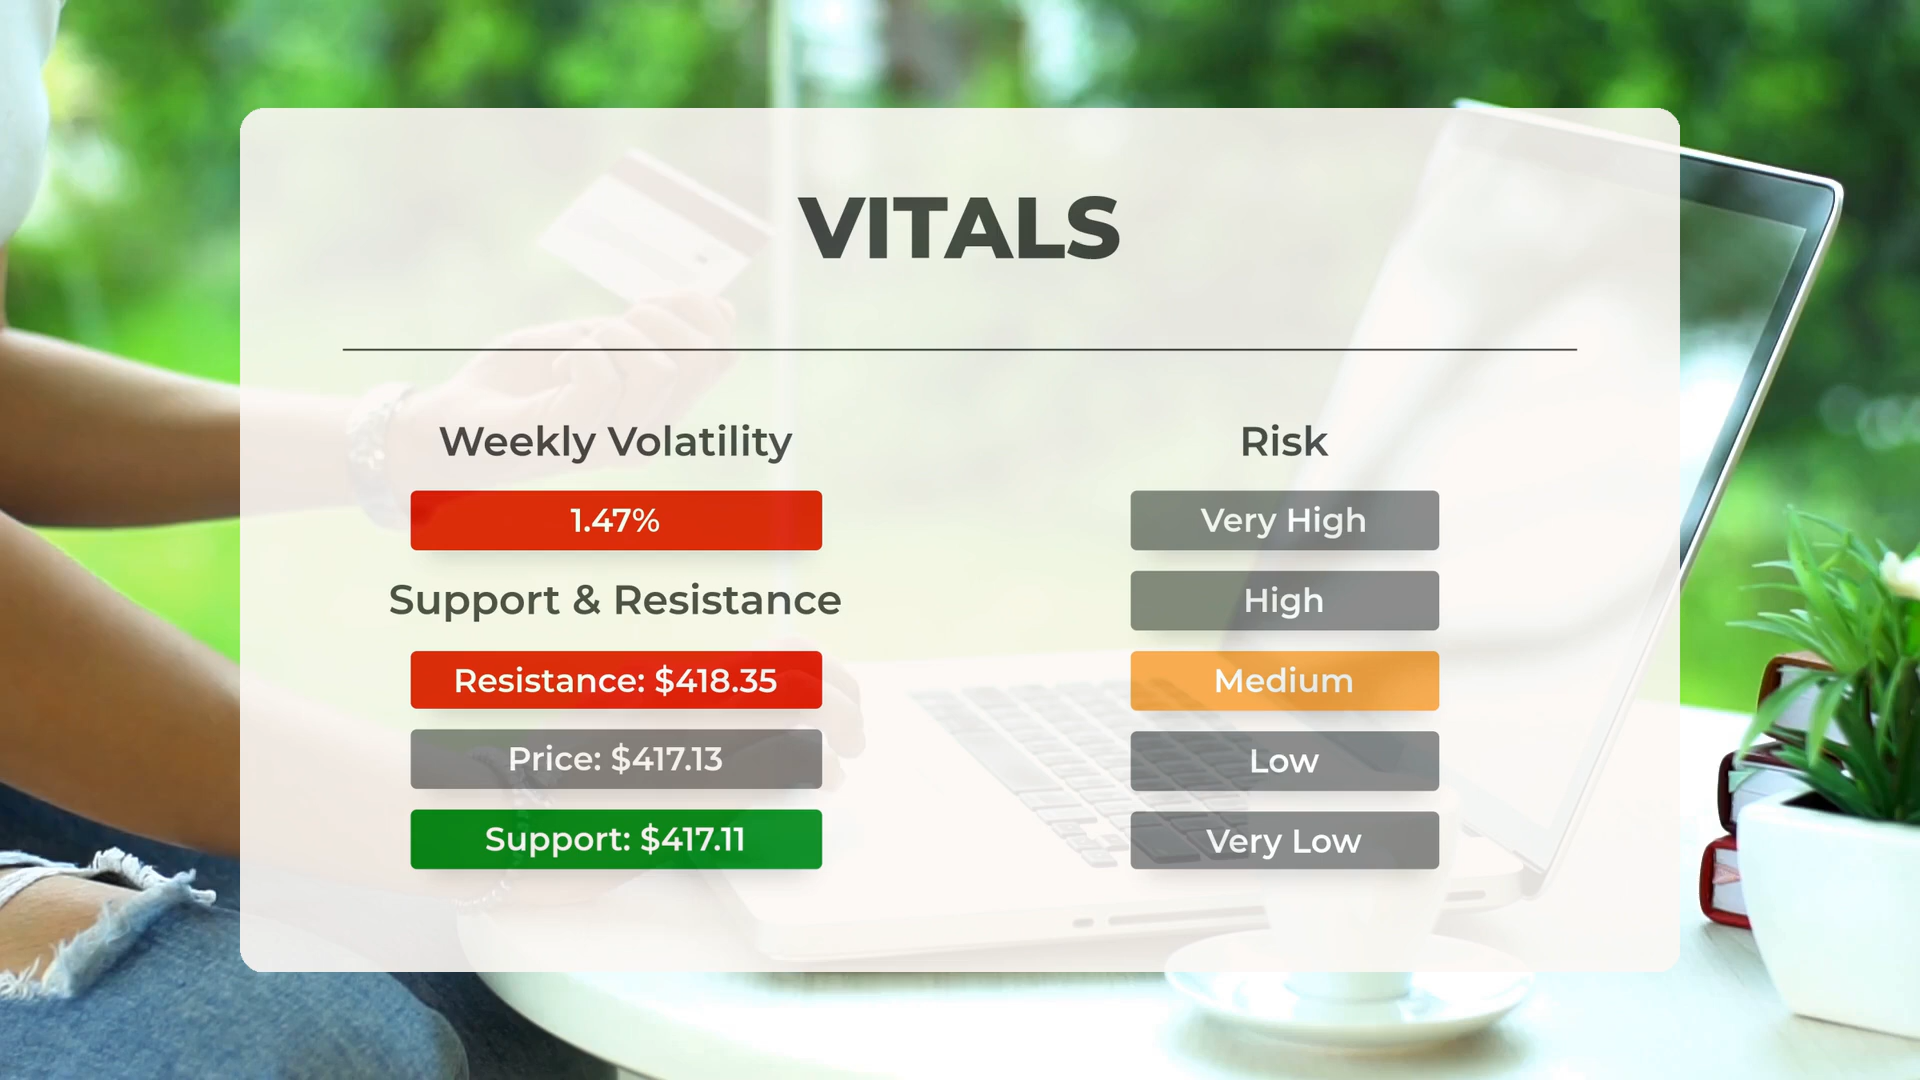 VITALS
Weekly Volatility
1.47%
Support & Resistance
Resistance: $418.35
Price: $417.13
Support: $417.11
Risk
Very High
High
Medium
Low
Very Low